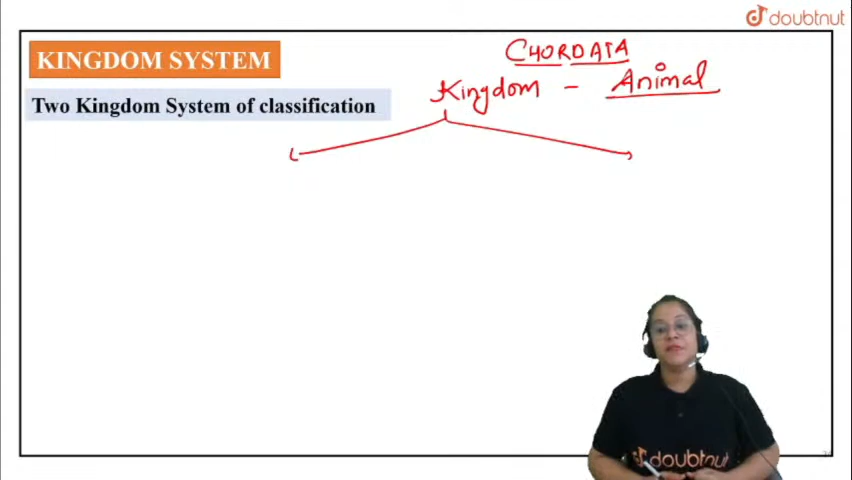 doubtnut
KINGDOM SYSTEM
CHORDATA
Kingdom - Animal
Two Kingdom System of classification
doubtnut